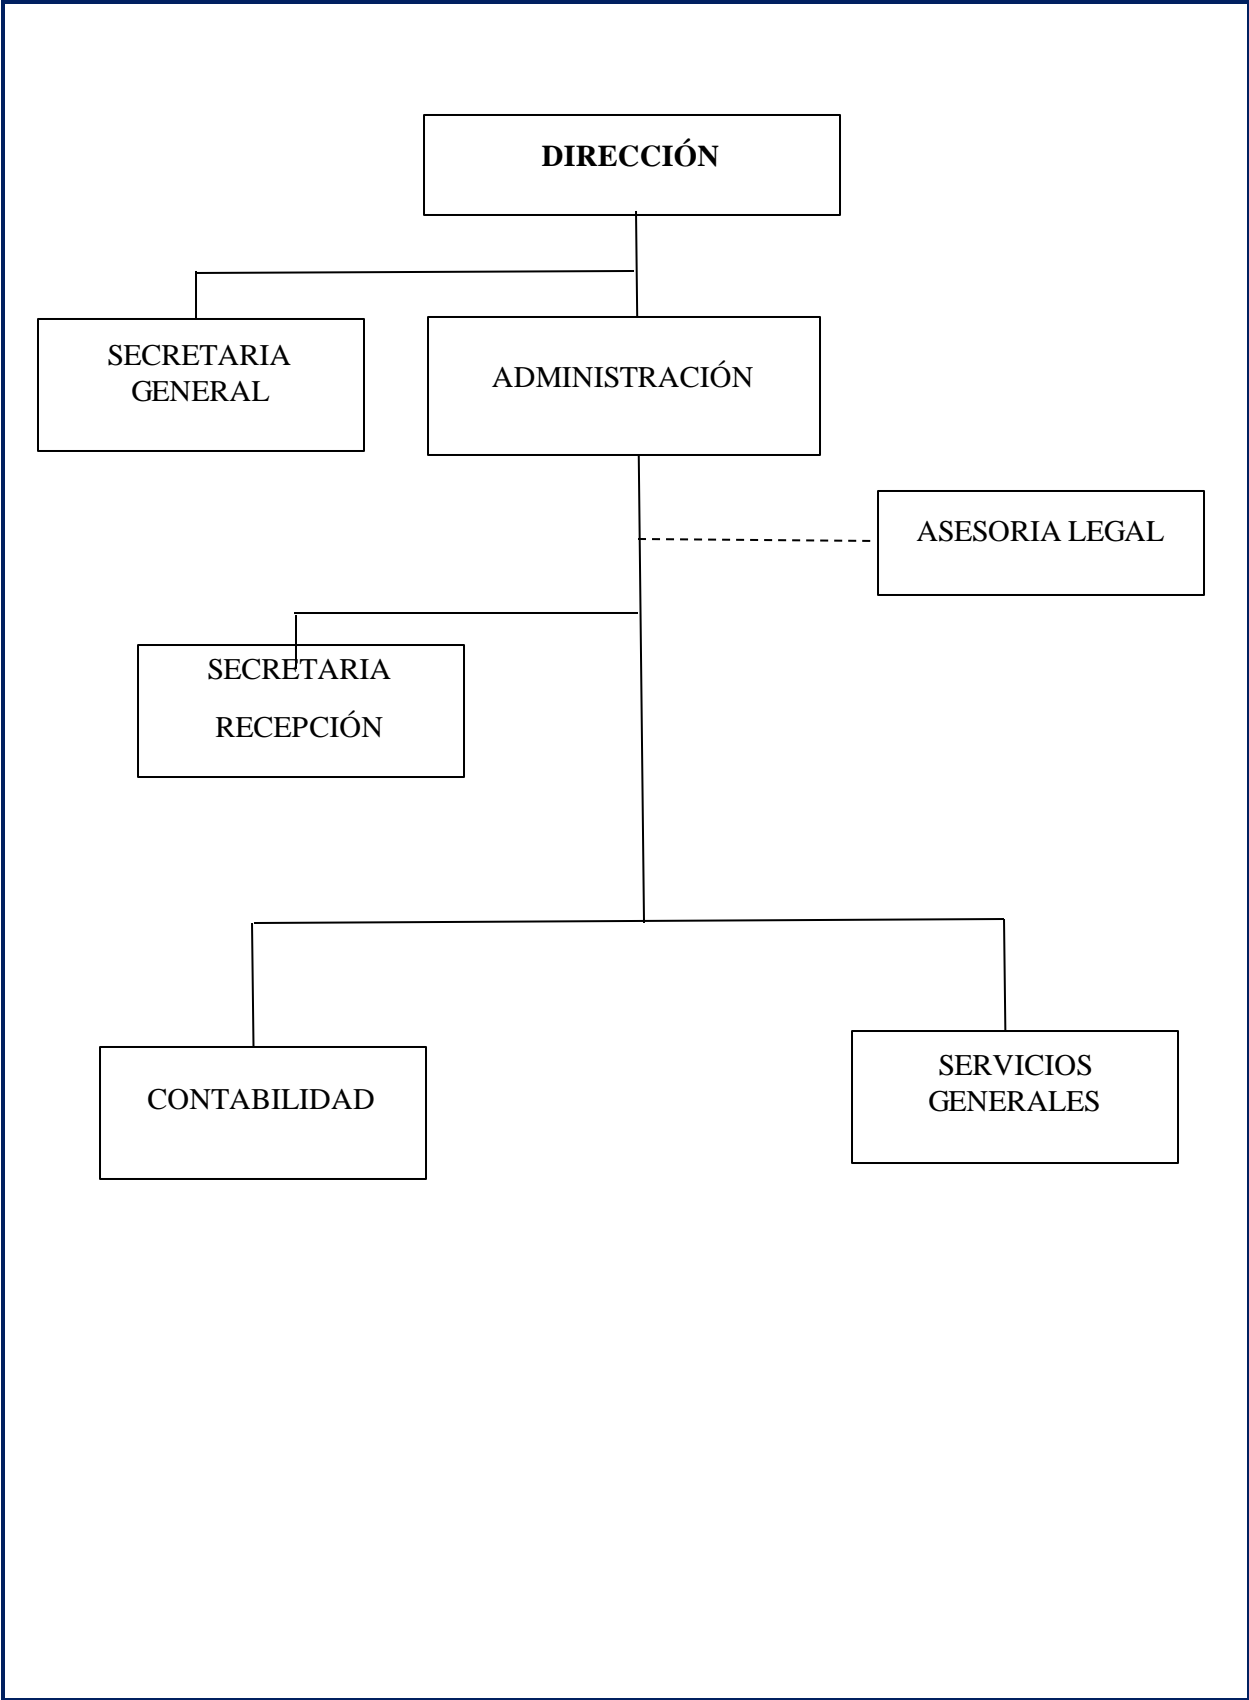 DIRECCIÓN
SECRETARIA
GENERAL
ADMINISTRACIÓN
ASESORIA LEGAL
SECRETARIA
RECEPCIÓN
CONTABILIDAD
SERVICIOS
GENERALES